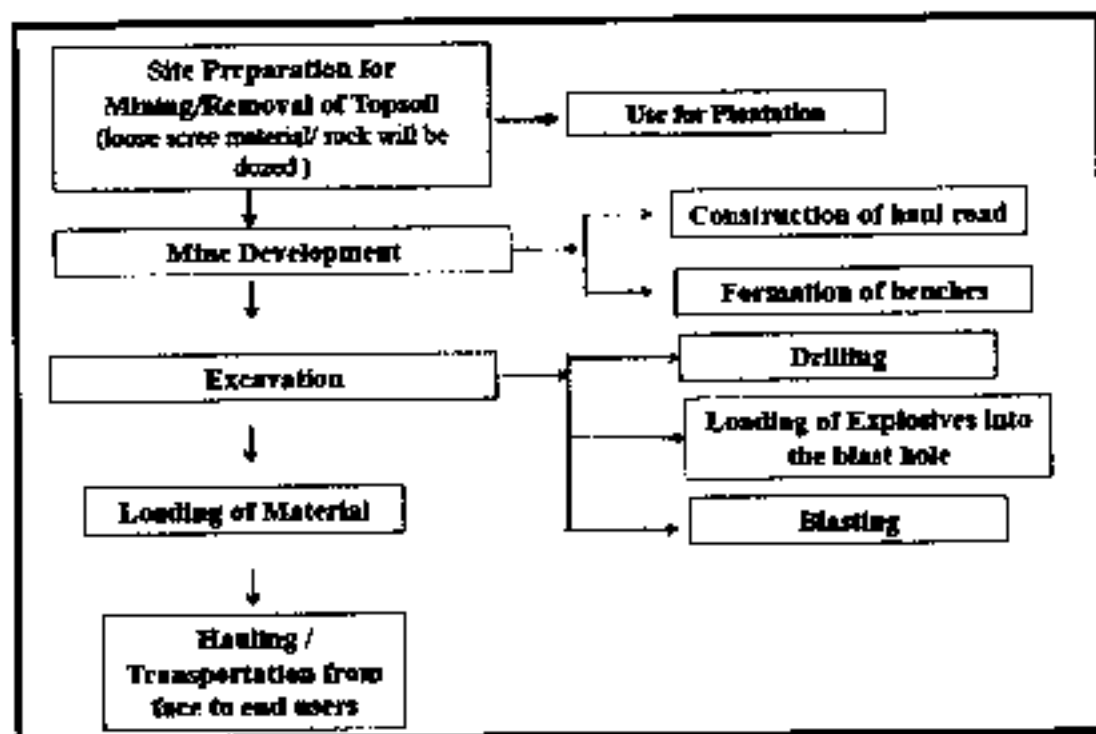 Site Preparation for
Mining/Removal of Topsoil
(loose scree material/ rock will be
dozed )
Use for Plantation
Mine Development
Construction of haul road
Formation of benches
Excavation
Drilling
Loading of Explosives into
the blast hole
Blasting
Loading of Material
Hauling /
Transportation from
face to end users